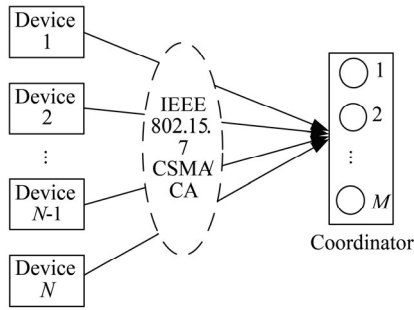 Device
1
Device
2
...
Device
N-1
Device
N
IEEE
802.15.
7
CSMA/
CA
1
2
...
M
Coordinator